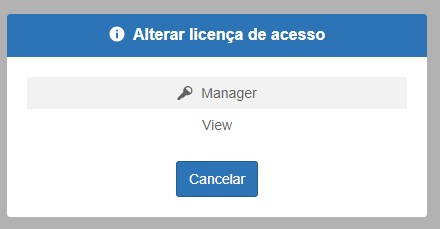 Alterar licença de acesso
Manager
View
Cancelar